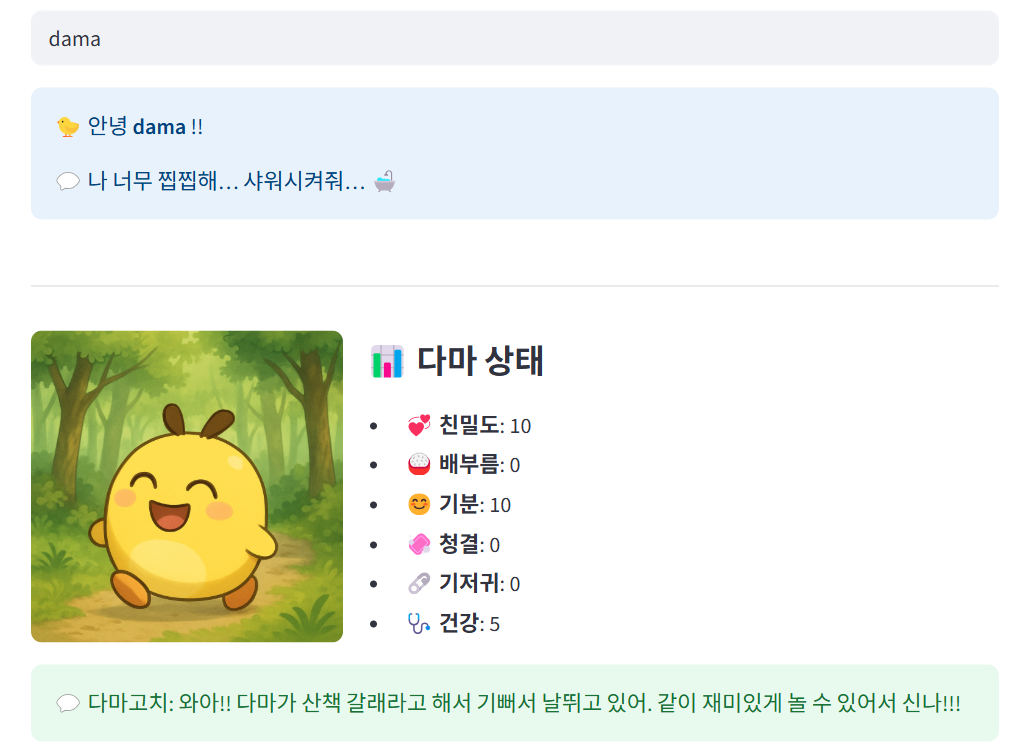 dama
🐤 안녕 dama !!
💬 나 너무 찝찝해… 샤워시켜줘… 🛁
📊 다마 상태
• 💞 친밀도: 10
• 🍚 배부름: 0
• 😊 기분: 10
• 🧼 청결: 0
• 🔗 기저귀: 0
• 🩺 건강: 5
💬 다마고치: 와아!! 다마가 산책 갈래라고 해서 기뻐서 날뛰고 있어. 같이 재미있게 놀 수 있어서 신나!!!